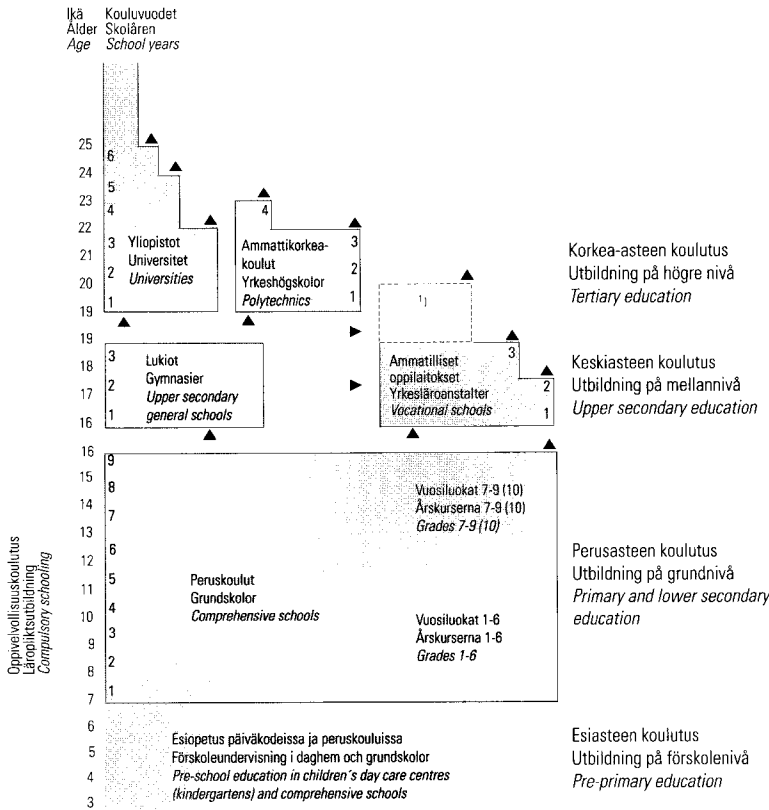 Ikä Kouluvuodet
Ålder Skolåren
Age School years
25
24
23
22
21
20
19
6
5
4
3
2
1
Yliopistot
Universitet
Universities
4
3
2
1
Ammattikorkea-
koulut
Yrkeshögskolor
Polytechnics
1)
Korkea-asteen koulutus
Utbildning på högre nivå
Tertiary education
19
18
17
16
3
2
1
Lukiot
Gymnasier
Upper secondary
general schools
Ammatilliset
oppilaitokset
Yrkesläroanstalter
Vocational schools
3
2
1
Keskiasteen koulutus
Utbildning på mellannivå
Upper secondary education
16
15
14
13
12
11
10
9
8
7
9
8
7
6
5
4
3
2
1
Oppivelvollisuuskoulutus
Läropliktsutbildning
Compulsory schooling
Peruskoulut
Grundskolor
Comprehensive schools
Vuosiluokat 7-9 (10)
Årskurserna 7-9 (10)
Grades 7-9 (10)
Vuosiluokat 1-6
Årskurserna 1-6
Grades 1-6
Perusasteen koulutus
Utbildning på grundnivå
Primary and lower secondary
education
6
5
4
3
Esiopetus päiväkodeissa ja peruskouluissa
Förskoleundervisning i daghem och grundskolor
Pre-school education in children´s day care centres
(kindergartens) and comprehensive schools
Esiasteen koulutus
Utbildning på förskolenivå
Pre-primary education